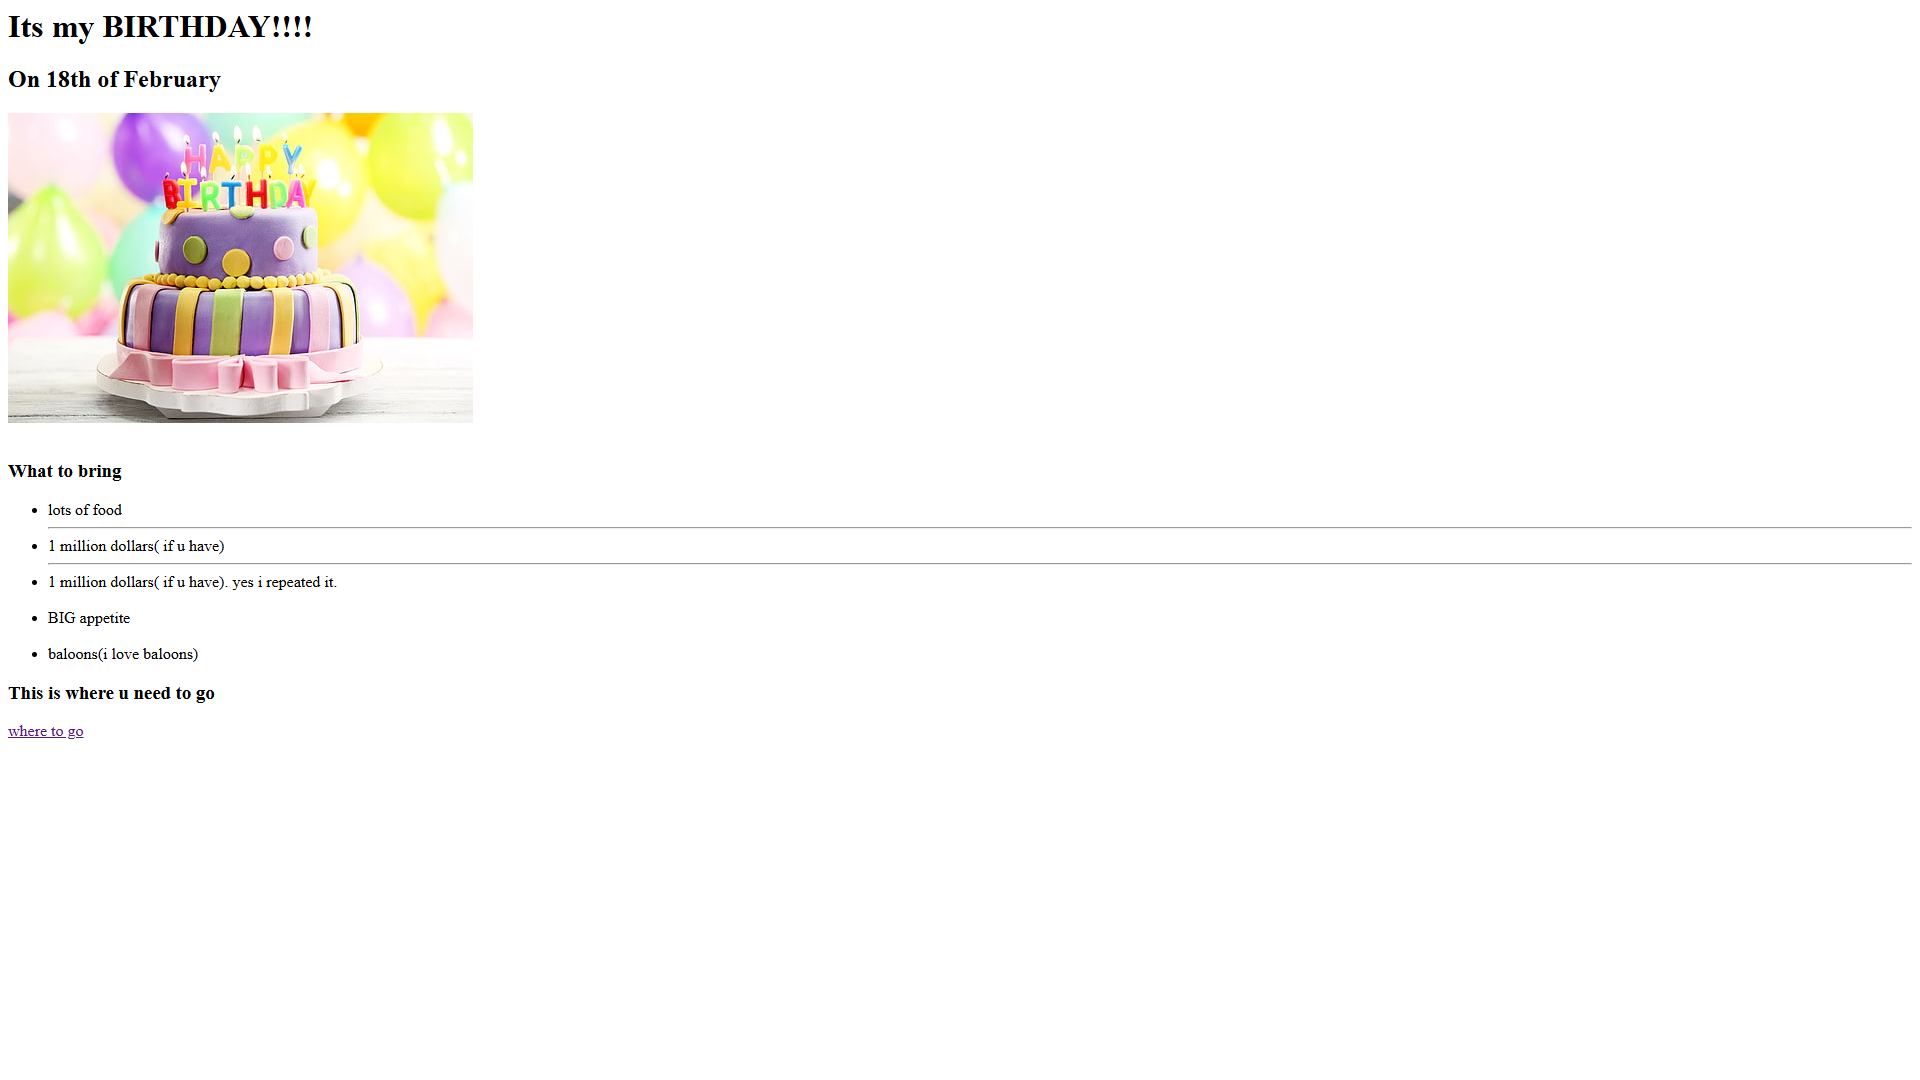 Its my BIRTHDAY!!!!
On 18th of February
HAPPY
BIRTHDAY
What to bring
lots of food
1 million dollars( if u have)
1 million dollars( if u have). yes i repeated it.
BIG appetite
baloons(i love baloons)
This is where u need to go
where to go